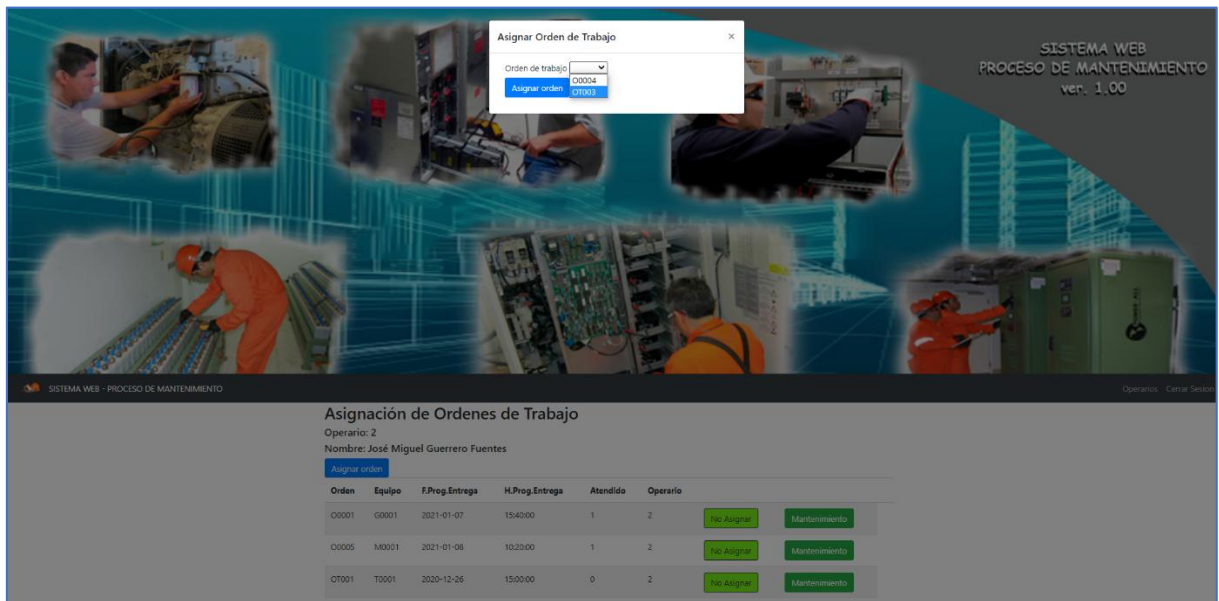 Asignar Orden de Trabajo ×
Orden de trabajo
O0004
OT003
Asignar orden
SISTEMA WEB
PROCESO DE MANTENIMIENTO
ver. 1.00
SISTEMA WEB - PROCESO DE MANTENIMIENTO Operarios Cerrar Sesion
Asignación de Ordenes de Trabajo
Operario: 2
Nombre: José Miguel Guerrero Fuentes
Asignar orden
Orden Equipo F.Prog.Entrega H.Prog.Entrega Atendido Operario
O0001 G0001 2021-01-07 15:40:00 1 2 No Asignar Mantenimiento
O0005 M0001 2021-01-08 10:20:00 1 2 No Asignar Mantenimiento
OT001 T0001 2020-12-26 15:00:00 0 2 No Asignar Mantenimiento